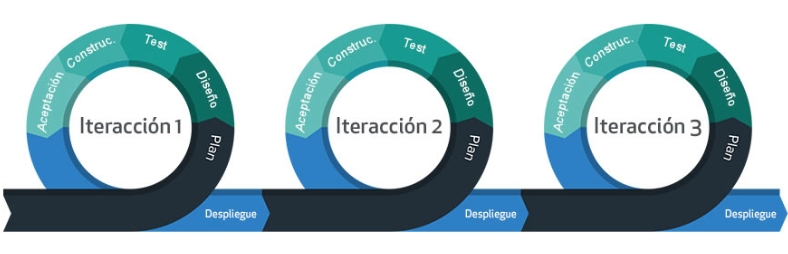 Aceptación
Construc.
Test
Diseño
Plan
Iteracción 1
Despliegue
Aceptación
Construc.
Test
Diseño
Plan
Iteracción 2
Despliegue
Aceptación
Construc.
Test
Diseño
Plan
Iteracción 3
Despliegue